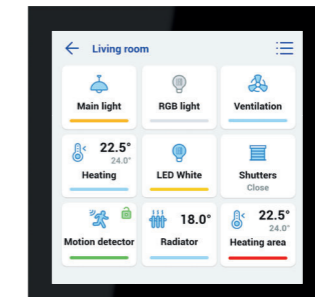 Living room
Main light
RGB light
Ventilation
22.5°
24.0°
Heating
LED White
Shutters
Close
Motion detector
18.0°
Radiator
22.5°
24.0°
Heating area